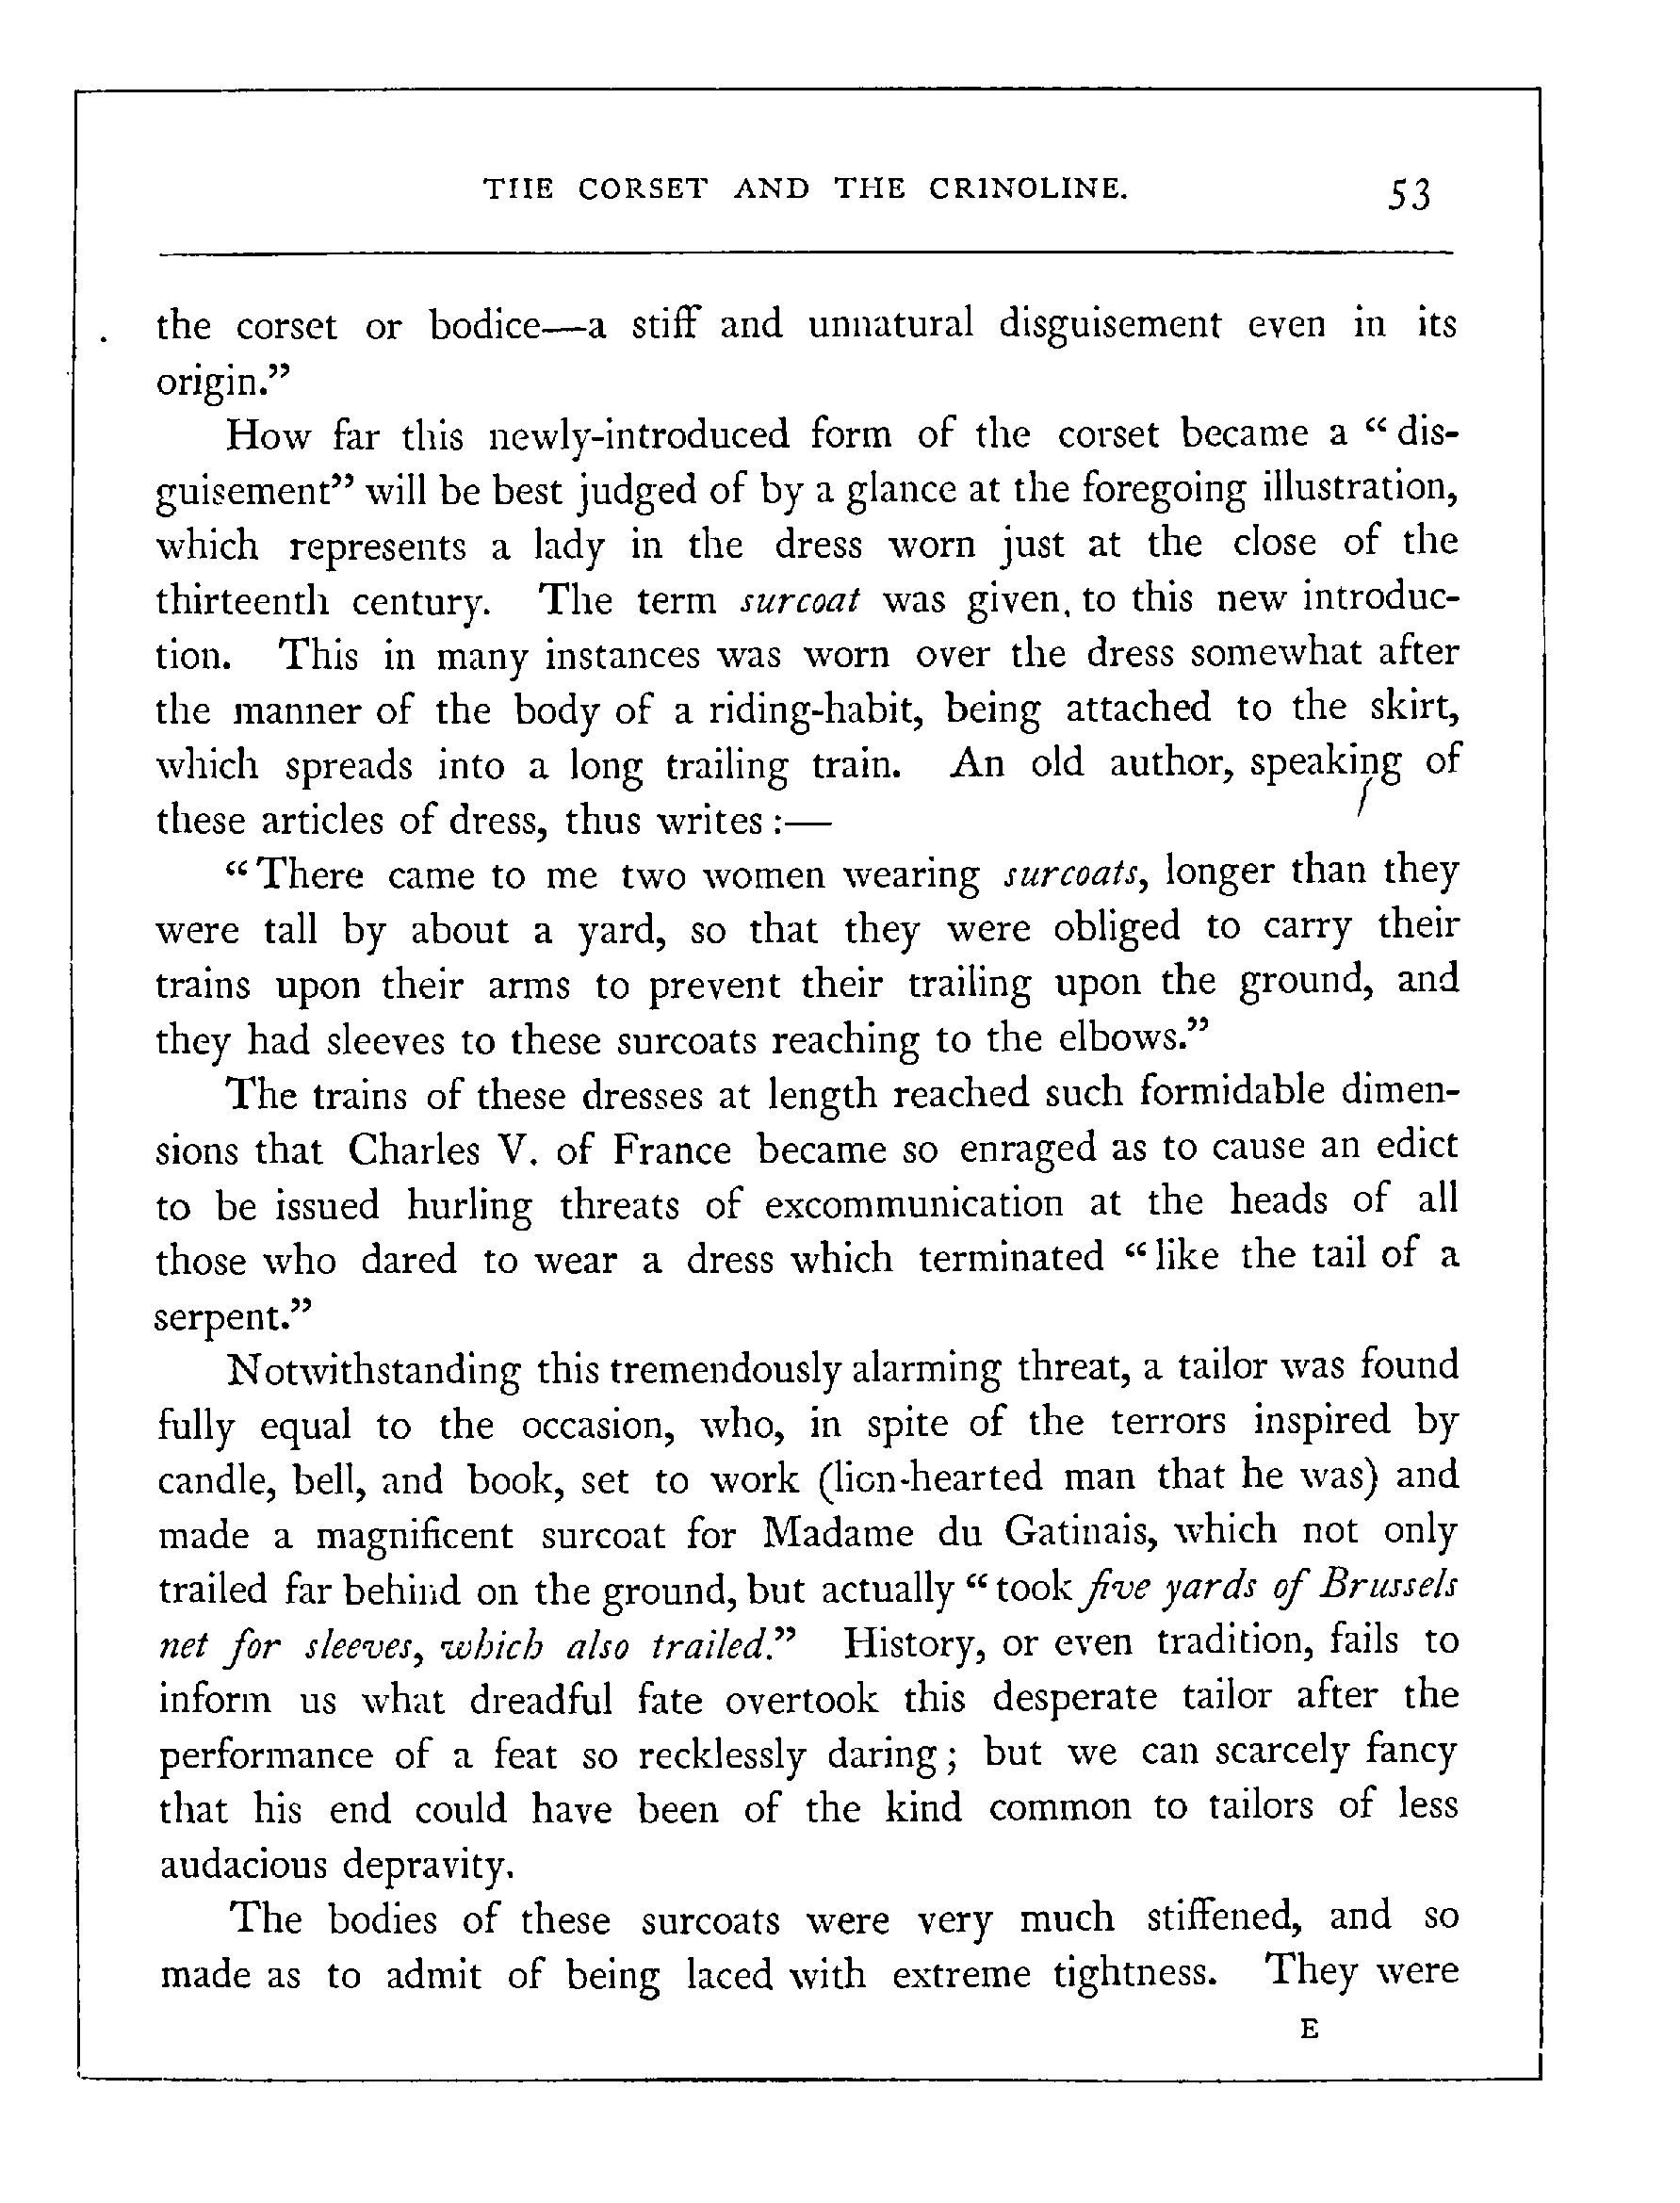 THE CORSET AND THE CRINOLINE. 53
the corset or bodice—a stiff and unnatural disguisement even in its
origin.”
How far this newly-introduced form of the corset became a “ dis-
guisement” will be best judged of by a glance at the foregoing illustration,
which represents a lady in the dress worn just at the close of the
thirteenth century. The term surcoat was given, to this new introduc-
tion. This in many instances was worn over the dress somewhat after
the manner of the body of a riding-habit, being attached to the skirt,
which spreads into a long trailing train. An old author, speaking of
these articles of dress, thus writes :—
“ There came to me two women wearing surcoats, longer than they
were tall by about a yard, so that they were obliged to carry their
trains upon their arms to prevent their trailing upon the ground, and
they had sleeves to these surcoats reaching to the elbows.”
The trains of these dresses at length reached such formidable dimen-
sions that Charles V. of France became so enraged as to cause an edict
to be issued hurling threats of excommunication at the heads of all
those who dared to wear a dress which terminated “ like the tail of a
serpent.”
Notwithstanding this tremendously alarming threat, a tailor was found
fully equal to the occasion, who, in spite of the terrors inspired by
candle, bell, and book, set to work (lion-hearted man that he was) and
made a magnificent surcoat for Madame du Gatinais, which not only
trailed far behind on the ground, but actually “ took five yards of Brussels
net for sleeves, which also trailed.” History, or even tradition, fails to
inform us what dreadful fate overtook this desperate tailor after the
performance of a feat so recklessly daring ; but we can scarcely fancy
that his end could have been of the kind common to tailors of less
audacious depravity.
The bodies of these surcoats were very much stiffened, and so
made as to admit of being laced with extreme tightness. They were
E